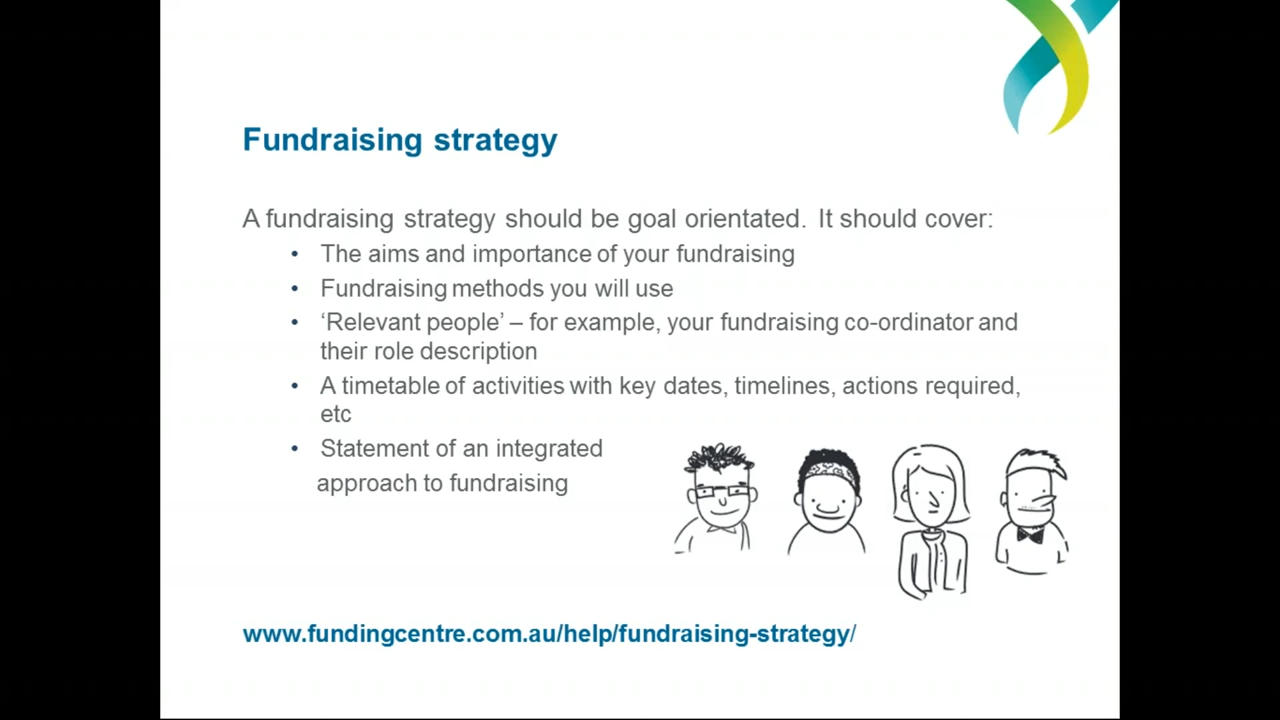 Fundraising strategy
A fundraising strategy should be goal orientated. It should cover:
• The aims and importance of your fundraising
• Fundraising methods you will use
• ‘Relevant people’ – for example, your fundraising co-ordinator and
their role description
• A timetable of activities with key dates, timelines, actions required,
etc
• Statement of an integrated
approach to fundraising
www.fundingcentre.com.au/help/fundraising-strategy/